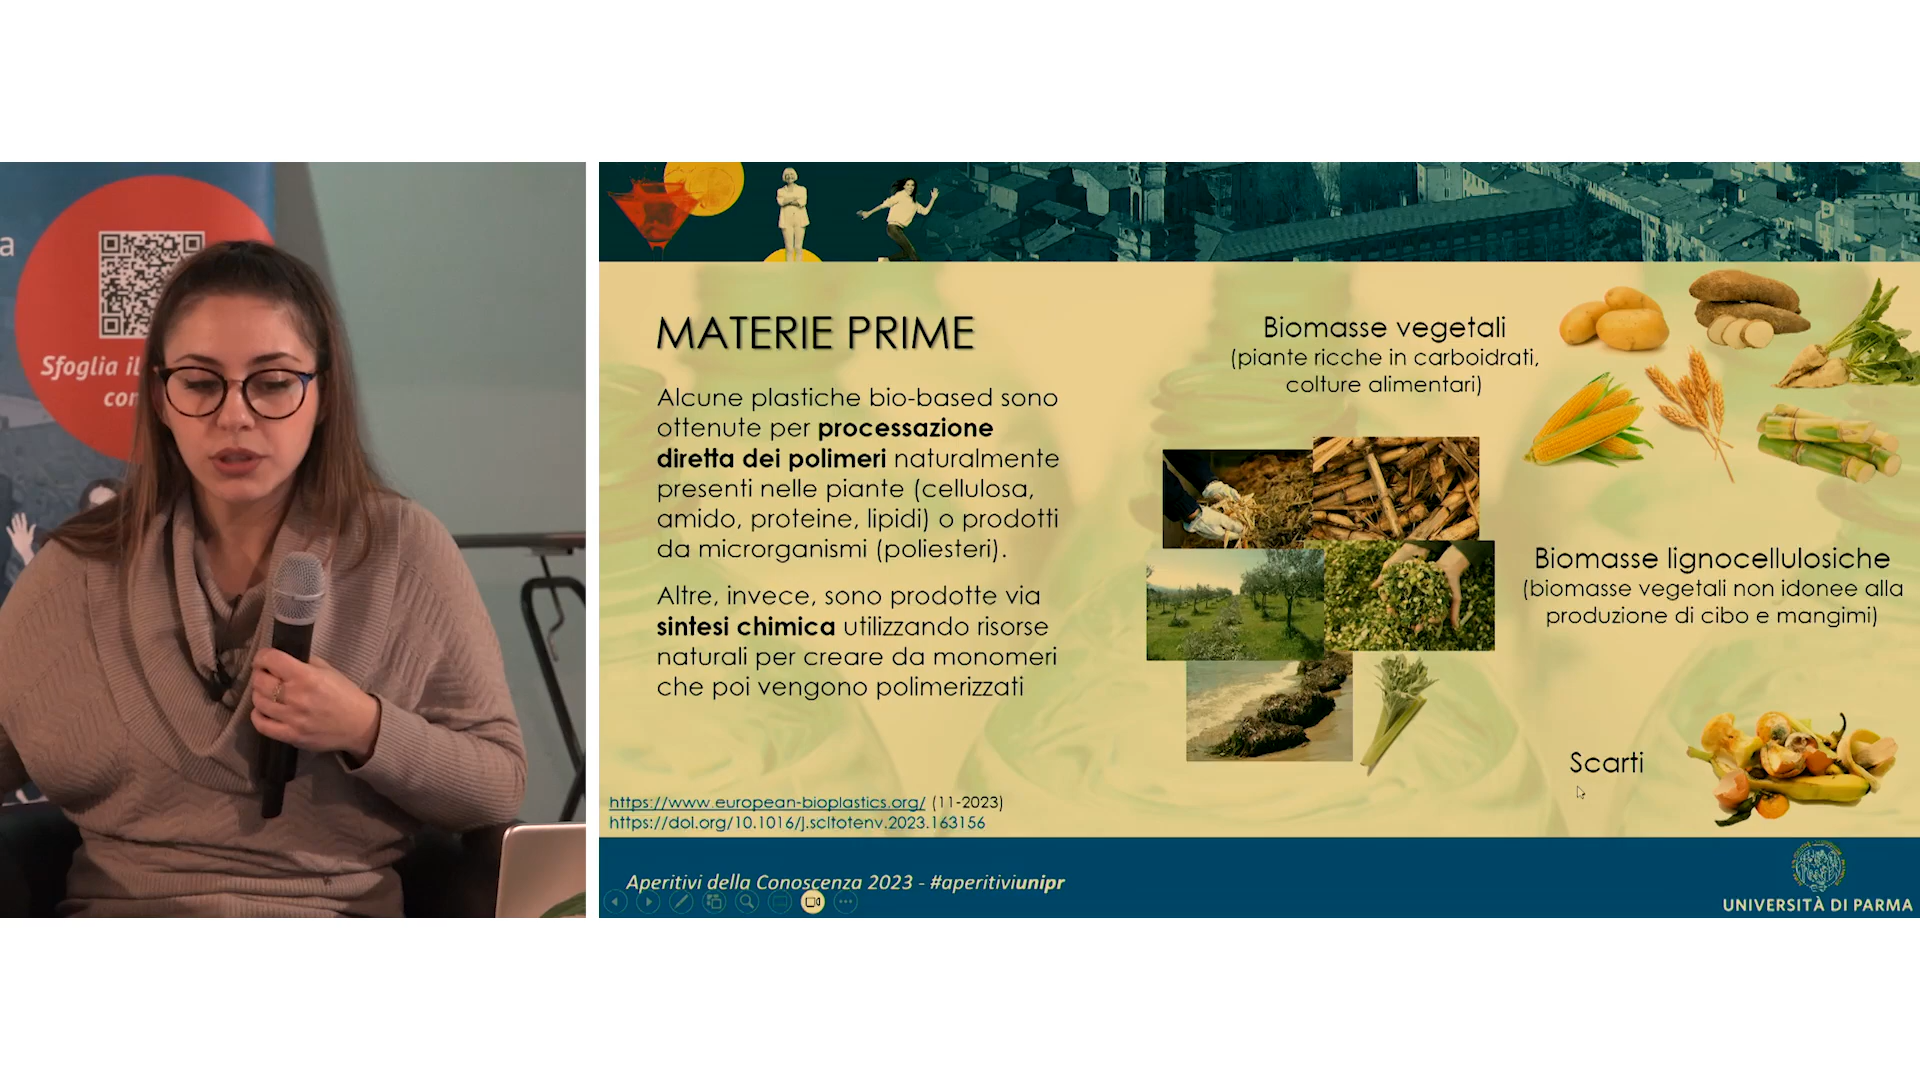 a
Sfoglia il
con
MATERIE PRIME
Alcune plastiche bio-based sono
ottenute per processazione
diretta dei polimeri naturalmente
presenti nelle piante (cellulosa,
amido, proteine, lipidi) o prodotti
da microrganismi (poliesteri).
Altre, invece, sono prodotte via
sintesi chimica utilizzando risorse
naturali per creare da monomeri
che poi vengono polimerizzati
https://www.european-bioplastics.org/ (11-2023)
https://doi.org/10.1016/j.scitotenv.2023.163156
Biomasse vegetali
(piante ricche in carboidrati,
colture alimentari)
Biomasse lignocellulosiche
(biomasse vegetali non idonee alla
produzione di cibo e mangimi)
Scarti
Aperitivi della Conoscenza 2023 - #aperitiviunipr
UNIVERSITÀ DI PARMA